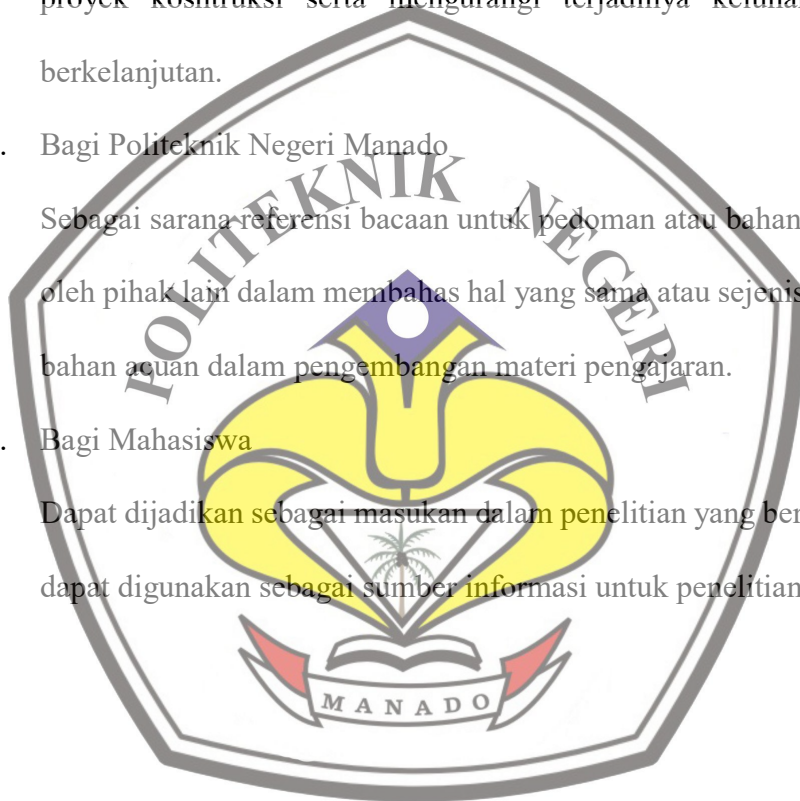 proyek kosntruksi serta mengurangi terjadinya
berkelanjutan.
. Bagi Politeknik Negeri Manado
Sebagai sarana referensi bacaan untuk pedoman atau bahan
oleh pihak lain dalam membahas hal yang sama atau sejenis
bahan acuan dalam pengembangan materi pengajaran.
. Bagi Mahasiswa
Dapat dijadikan sebagai masukan dalam penelitian yang ber
dapat digunakan sebagai sumber informasi untuk penelitian
POLITEKNIK NEGERI
MANADO